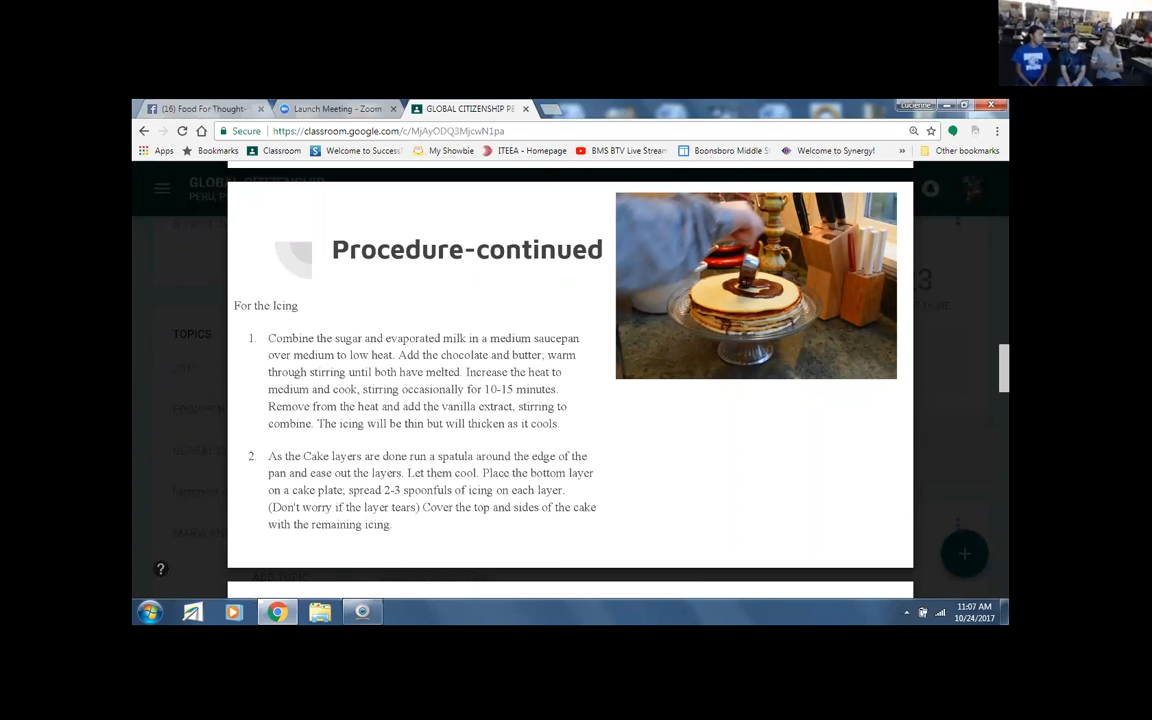 (16) Food For Thought-
Launch Meeting - Zoom
GLOBAL CITIZENSHIP PE
Lucienne
Secure
https://classroom.google.com/c/MjAyODQ3MjcwN1pa
Apps
Bookmarks
Classroom
Welcome to Success
My Showbie
ITEEA - Homepage
BMS BTV Live Stream
Boonsboro Middle S
Welcome to Synergy!
»
Other bookmarks
GLOBAL CITIZENSHIP
PERU, P
TOPICS
Procedure-continued
For the Icing
1. Combine the sugar and evaporated milk in a medium saucepan
over medium to low heat. Add the chocolate and butter; warm
through stirring until both have melted. Increase the heat to
medium and cook, stirring occasionally for 10-15 minutes.
Remove from the heat and add the vanilla extract, stirring to
combine. The icing will be thin but will thicken as it cools.
2. As the Cake layers are done run a spatula around the edge of the
pan and ease out the layers. Let them cool. Place the bottom layer
on a cake plate; spread 2-3 spoonfuls of icing on each layer.
(Don't worry if the layer tears) Cover the top and sides of the cake
with the remaining icing.
?
11:07 AM
10/24/2017